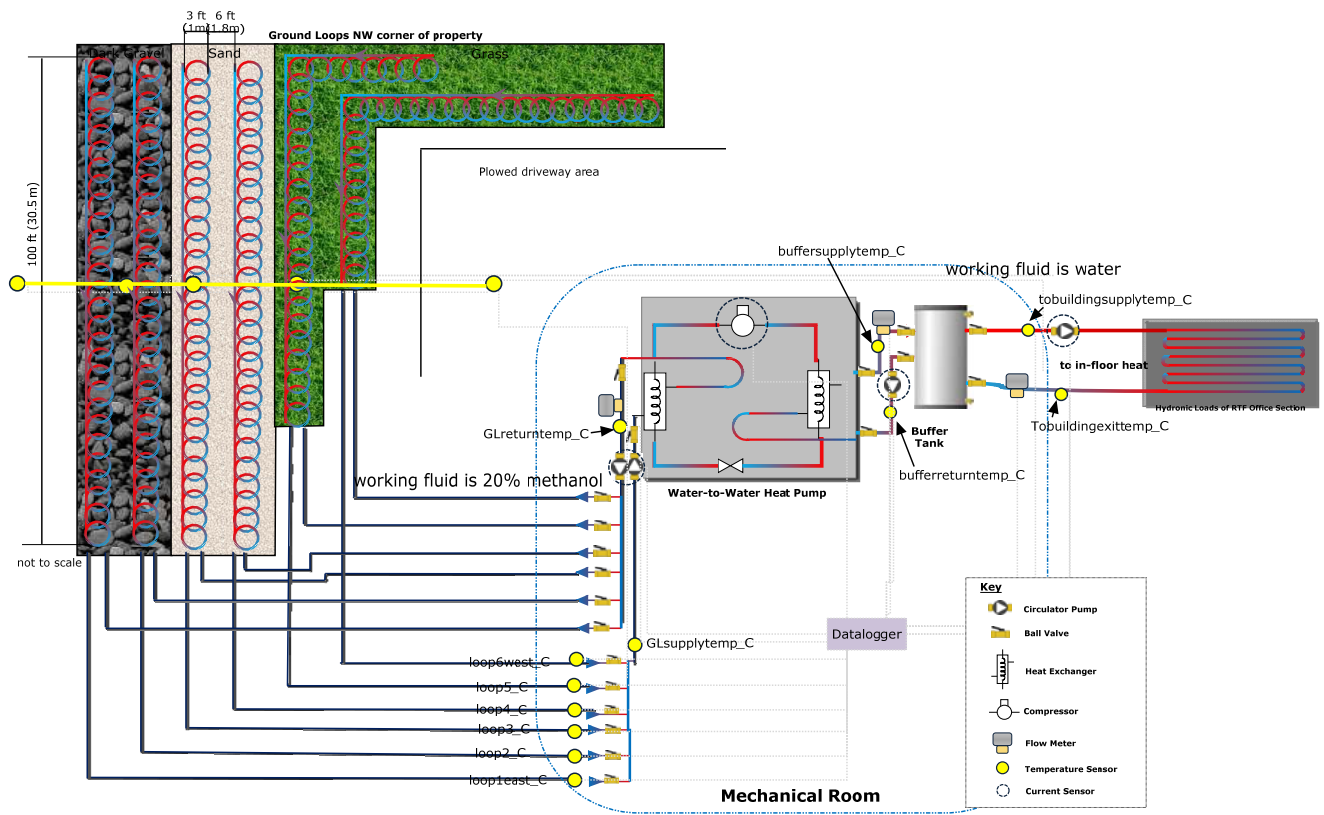 3 ft
(1m)
6 ft
(1.8m)
Ground Loops NW corner of property
Dark Gravel
Sand
Grass
100 ft (30.5 m)
Plowed driveway area
not to scale
buffersupplytemp_C
working fluid is water
tobuildingsupplytemp_C
to in-floor heat
Hydronic Loads of RTF Office Section
Tobuildingexittemp_C
Buffer
Tank
bufferreturntemp_C
GLreturntemp_C
working fluid is 20% methanol
Water-to-Water Heat Pump
GLsupplytemp_C
Datalogger
loop6west_C
loop5_C
loop4_C
loop3_C
loop2_C
loop1east_C
Mechanical Room
Key
Circulator Pump
Ball Valve
Heat Exchanger
Compressor
Flow Meter
Temperature Sensor
Current Sensor